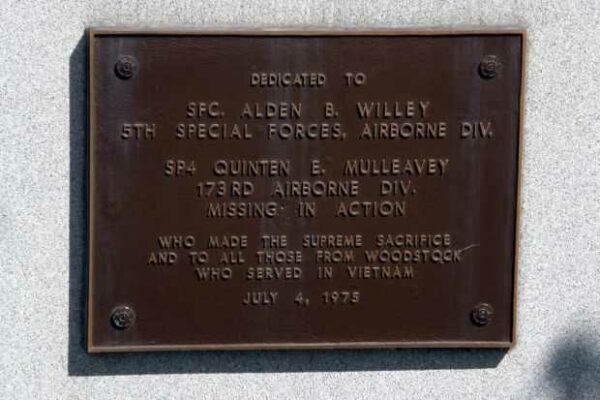 DEDICATED TO
SFC. ALDEN B. WILLEY
5TH SPECIAL FORCES, AIRBORNE DIV.
SP4 QUINTEN E. MULLEAVEY
173RD AIRBORNE DIV.
MISSING IN ACTION
WHO MADE THE SUPREME SACRIFICE
AND TO ALL THOSE FROM WOODSTOCK
WHO SERVED IN VIETNAM
JULY 4, 1975